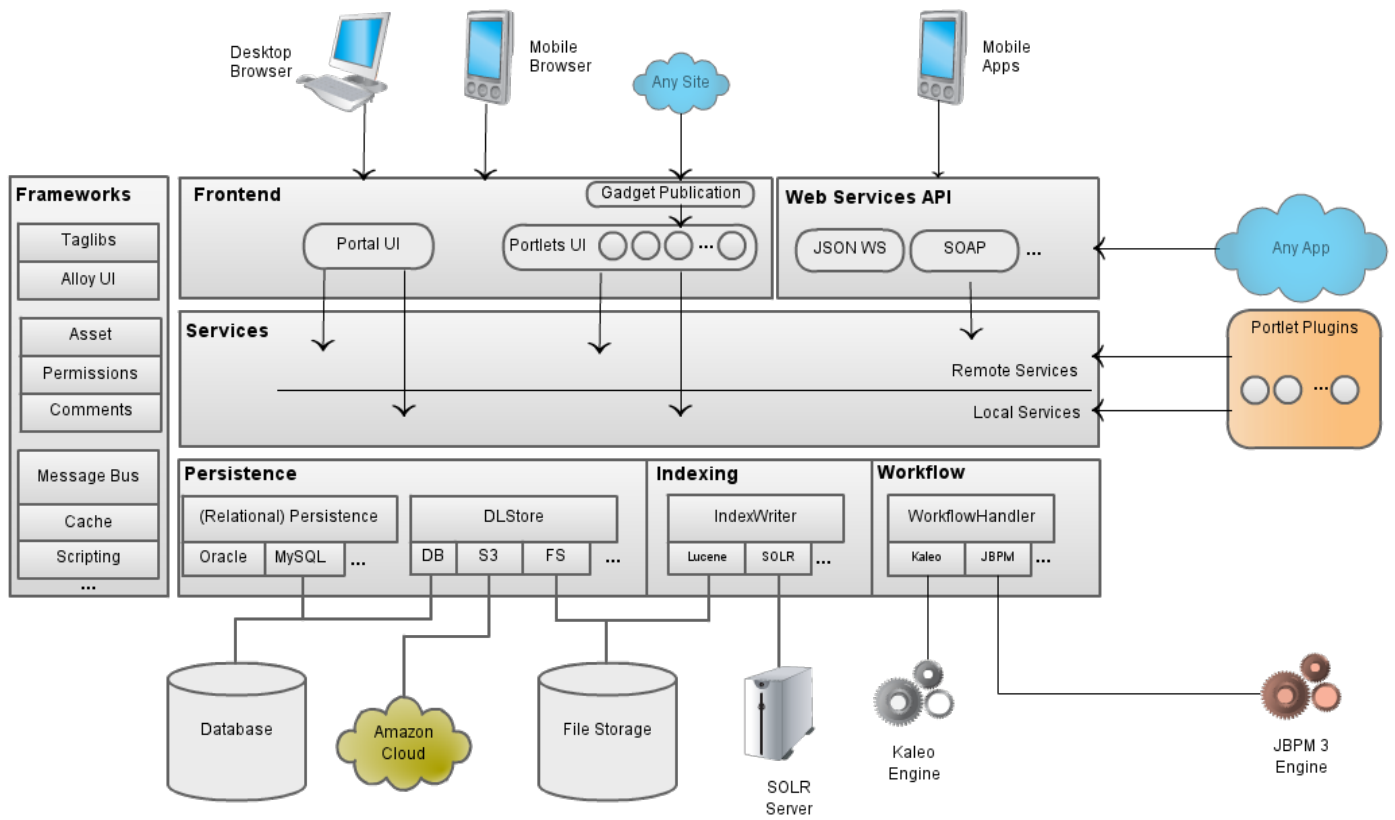 Desktop
Browser
Mobile
Browser
Any Site
Mobile
Apps
Frameworks
Taglibs
Alloy UI
Asset
Permissions
Comments
Message Bus
Cache
Scripting
...
Frontend
Gadget Publication
Portal UI
Portlets UI
...
Web Services API
JSON WS
SOAP
...
Any App
Services
Remote Services
Local Services
Portlet Plugins
...
Persistence
(Relational) Persistence
Oracle
MySQL
...
DLStore
DB
S3
FS
...
Indexing
IndexWriter
Lucene
SOLR
...
Workflow
WorkflowHandler
Kaleo
JBPM
...
Database
Amazon
Cloud
File Storage
SOLR
Server
Kaleo
Engine
JBPM 3
Engine